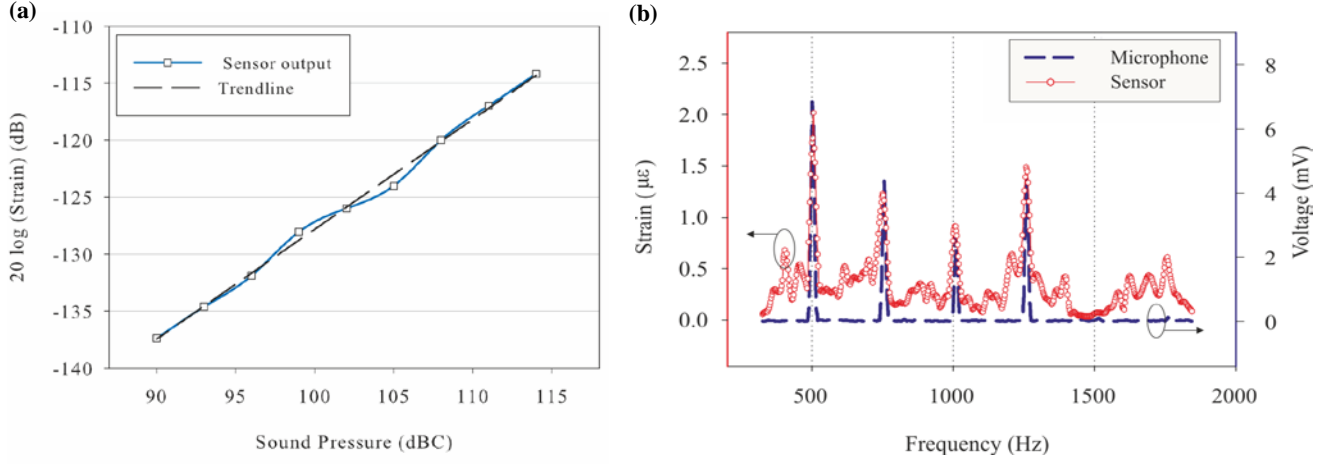 (a)
-110
-115
-120
-125
-130
-135
-140
20 log (Strain) (dB)
Sensor output
Trendline
90 95 100 105 110 115
Sound Pressure (dBC)
(b)
2.5
2.0
1.5
1.0
0.5
0.0
Strain (με)
Microphone
Sensor
8
6
4
2
0
Voltage (mV)
500 1000 1500 2000
Frequency (Hz)